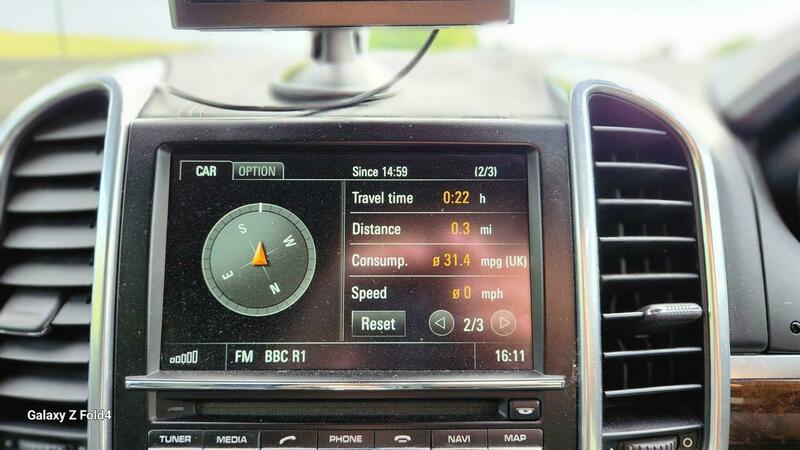 CAR OPTION Since 14:59 (2/3)
Travel time 0:22 h
Distance 0.3 mi
Consump. ø 31.4 mpg (UK)
Speed ø 0 mph
S W E N
Reset 2/3
FM BBC R1 16:11
Galaxy Z Fold4
TUNER MEDIA PHONE NAVI MAP